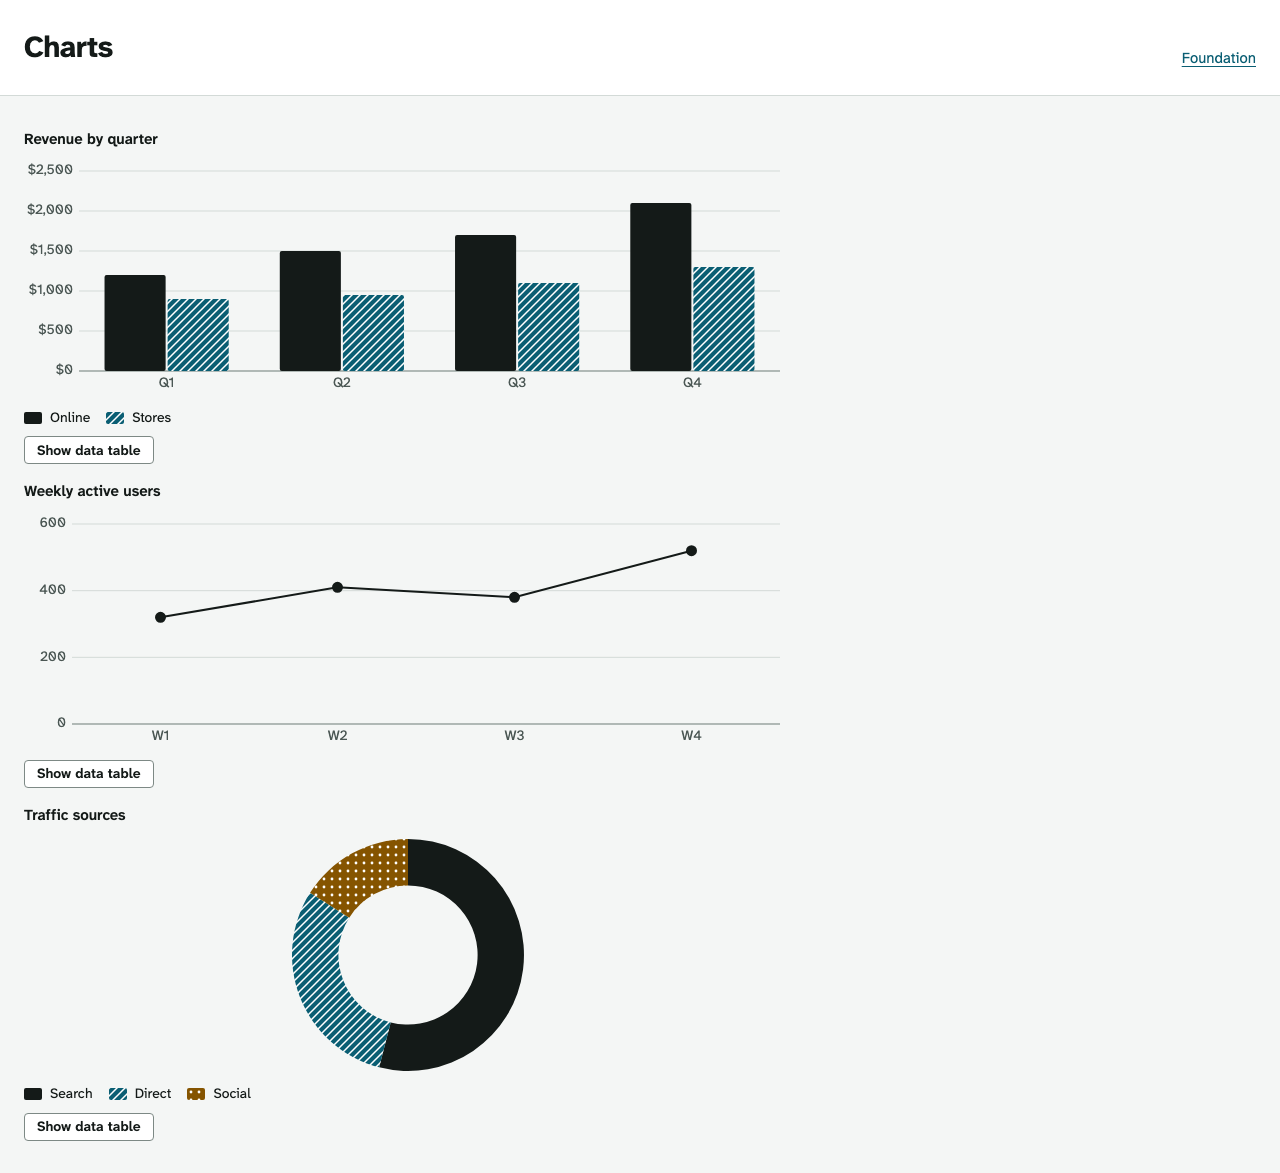 Charts
Foundation
Revenue by quarter
$2,500
$2,000
$1,500
$1,000
$500
$0
Q1 Q2 Q3 Q4
Online Stores
Show data table
Weekly active users
600
400
200
0
W1 W2 W3 W4
Show data table
Traffic sources
Search Direct Social
Show data table